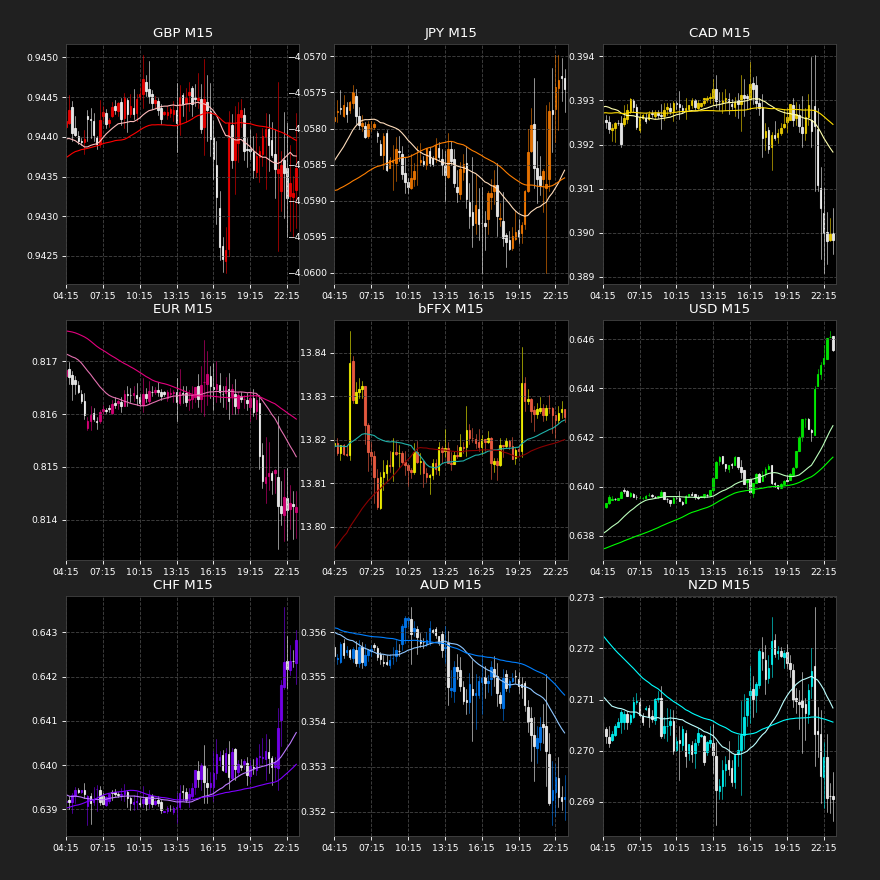 GBP M15
0.9450
0.9445
0.9440
0.9435
0.9430
0.9425
04:15 07:15 10:15 13:15 16:15 19:15 22:15
JPY M15
−4.0570
−4.0575
−4.0580
−4.0585
−4.0590
−4.0595
−4.0600
04:15 07:15 10:15 13:15 16:15 19:15 22:15
CAD M15
0.394
0.393
0.392
0.391
0.390
0.389
04:15 07:15 10:15 13:15 16:15 19:15 22:15
EUR M15
0.817
0.816
0.815
0.814
04:15 07:15 10:15 13:15 16:15 19:15 22:15
bFFX M15
13.84
13.83
13.82
13.81
13.80
04:25 07:25 10:25 13:25 16:25 19:25 22:25
USD M15
0.646
0.644
0.642
0.640
0.638
04:15 07:15 10:15 13:15 16:15 19:15 22:15
CHF M15
0.643
0.642
0.641
0.640
0.639
04:15 07:15 10:15 13:15 16:15 19:15 22:15
AUD M15
0.356
0.355
0.354
0.353
0.352
04:15 07:15 10:15 13:15 16:15 19:15 22:15
NZD M15
0.273
0.272
0.271
0.270
0.269
04:15 07:15 10:15 13:15 16:15 19:15 22:15